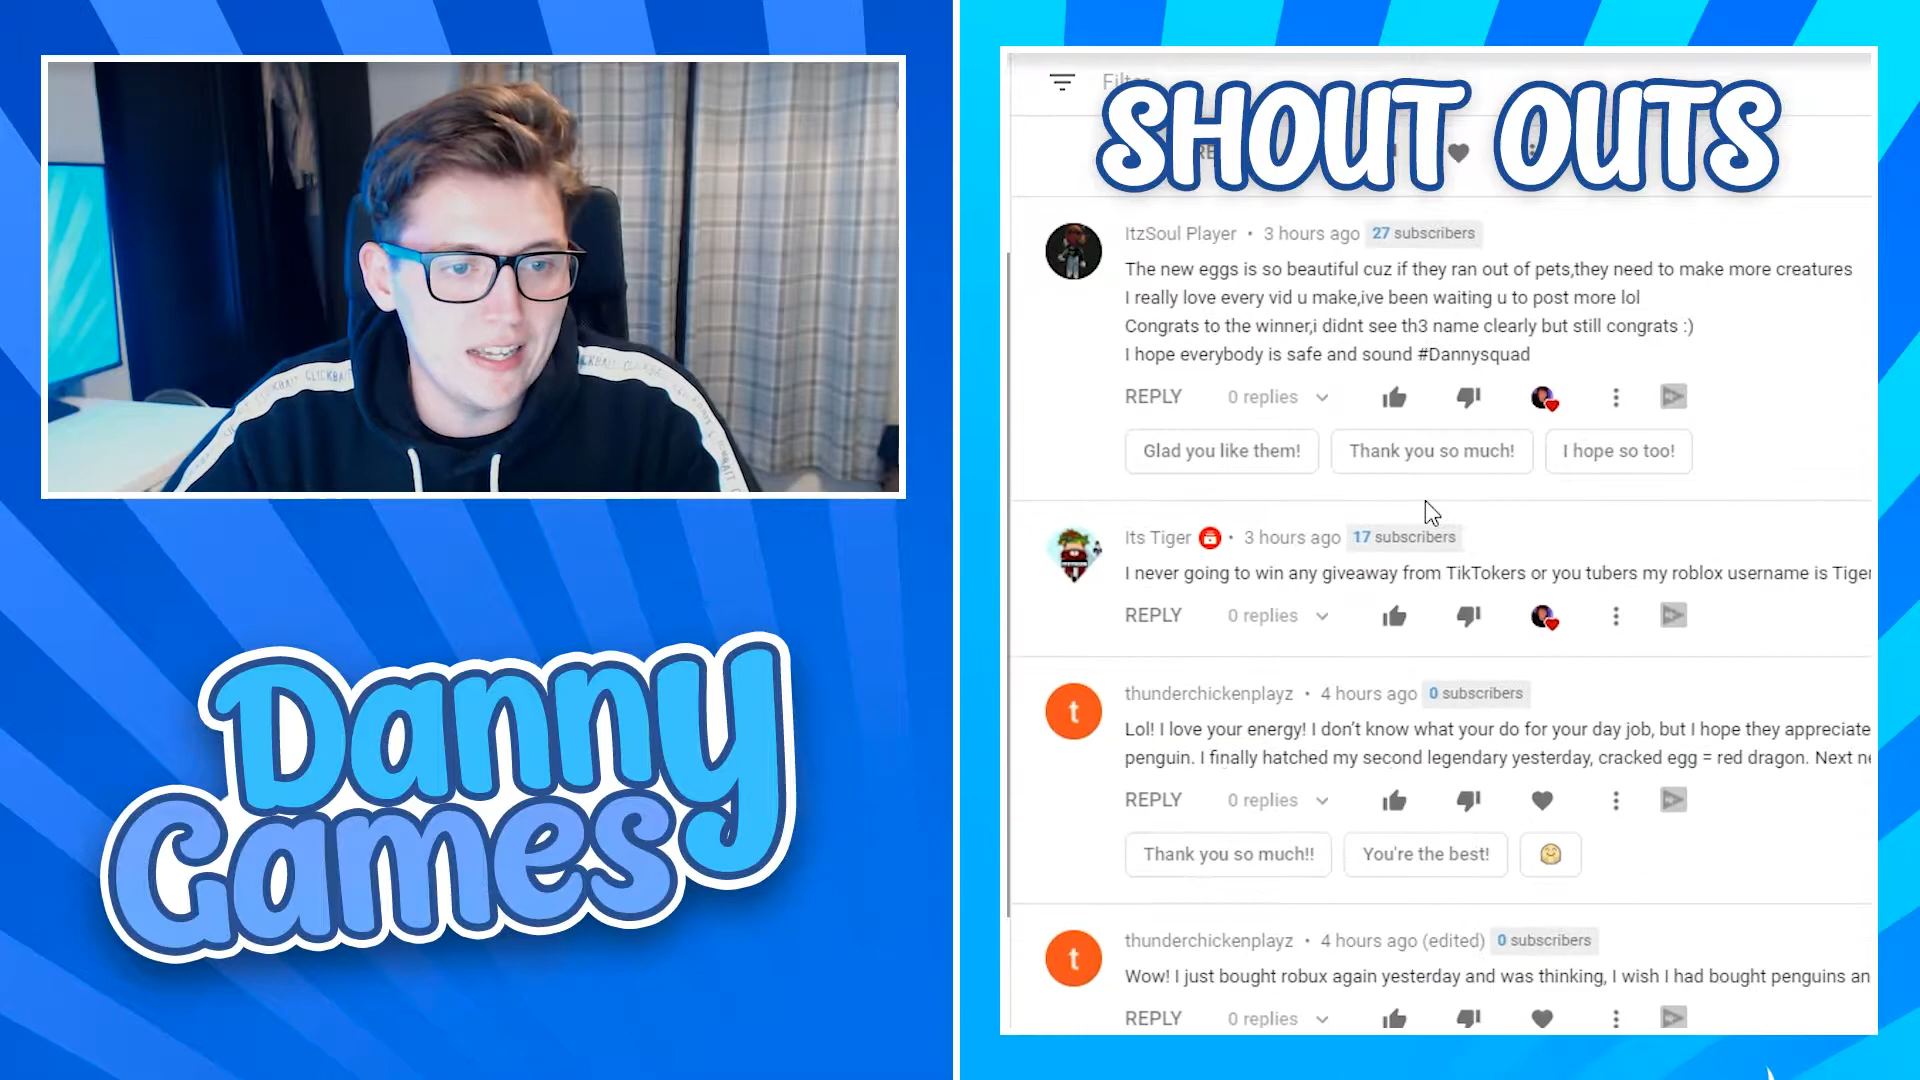 SHOUT OUTS
ItzSoul Player • 3 hours ago 27 subscribers
The new eggs is so beautiful cuz if they ran out of pets,they need to make more creatures
I really love every vid u make,ive been waiting u to post more lol
Congrats to the winner,i didnt see th3 name clearly but still congrats :)
I hope everybody is safe and sound #Dannysquad
REPLY 0 replies
Glad you like them! Thank you so much! I hope so too!
Its Tiger • 3 hours ago 17 subscribers
I never going to win any giveaway from TikTokers or you tubers my roblox username is Tiger
REPLY 0 replies
t
thunderchickenplayz • 4 hours ago 0 subscribers
Lol! I love your energy! I don’t know what your do for your day job, but I hope they appreciate
penguin. I finally hatched my second legendary yesterday, cracked egg = red dragon. Next
REPLY 0 replies
Thank you so much!! You're the best!
t
thunderchickenplayz • 4 hours ago (edited) 0 subscribers
Wow! I just bought robux again yesterday and was thinking, I wish I had bought penguins an
REPLY 0 replies
CLICKBAIT
CLICKBAIT
Danny
Games